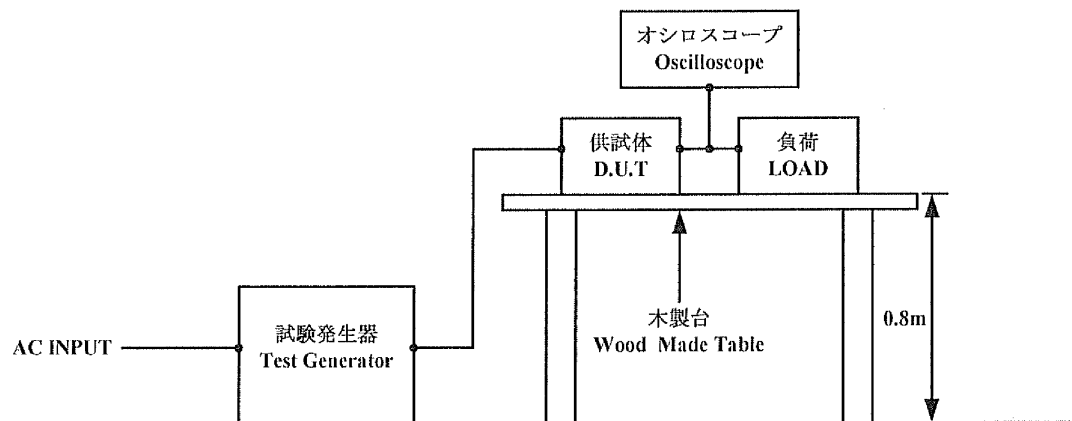 オシロスコープ
Oscilloscope
供試体
D.U.T
負荷
LOAD
試験発生器
Test Generator
AC INPUT
木製台
Wood Made Table
0.8m